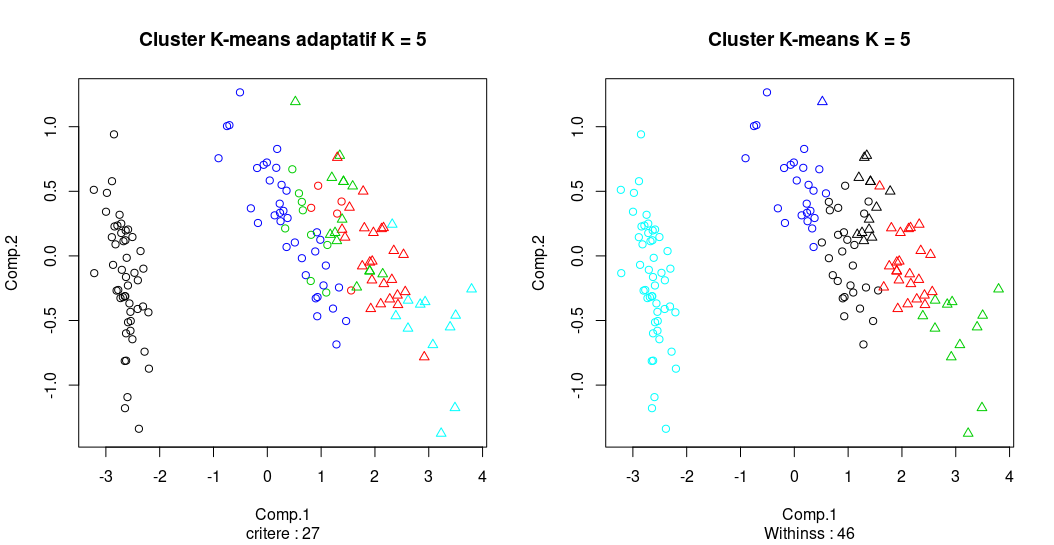 Cluster K-means adaptatif K = 5
Comp.2
1.0
0.5
0.0
-0.5
-1.0
-3 -2 -1 0 1 2 3 4
Comp.1
critere : 27
Cluster K-means K = 5
Comp.2
1.0
0.5
0.0
-0.5
-1.0
-3 -2 -1 0 1 2 3 4
Comp.1
Withinss : 46